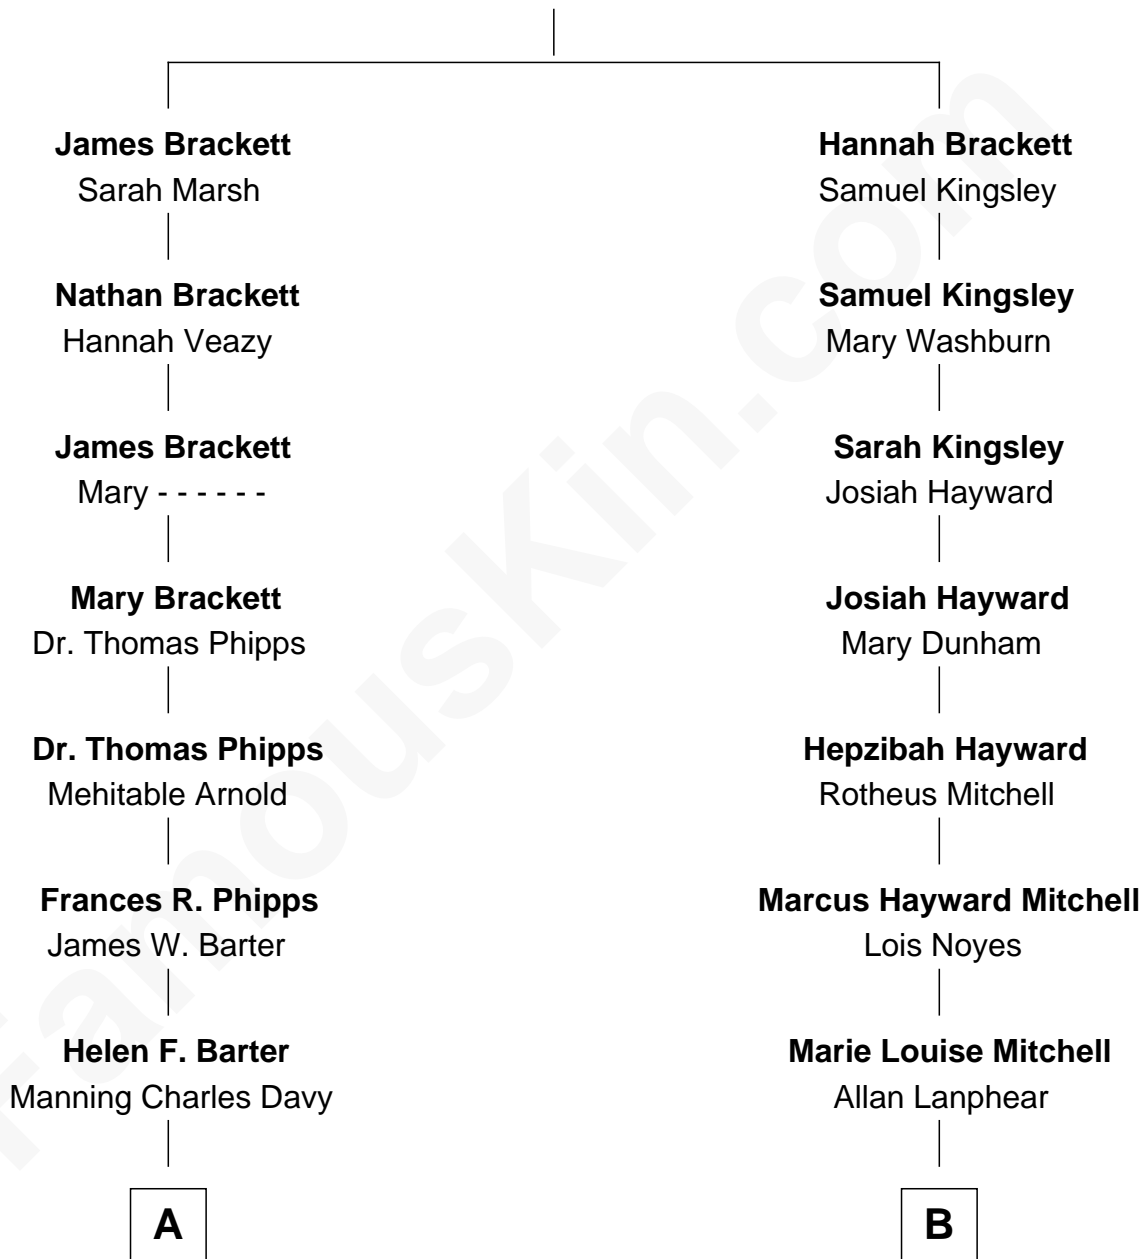 James Brackett
Sarah Marsh
Nathan Brackett
Hannah Veazy
James Brackett
Mary - - - - - -
Mary Brackett
Dr. Thomas Phipps
Dr. Thomas Phipps
Mehitable Arnold
Frances R. Phipps
James W. Barter
Helen F. Barter
Manning Charles Davy
A
Hannah Brackett
Samuel Kingsley
Samuel Kingsley
Mary Washburn
Sarah Kingsley
Josiah Hayward
Josiah Hayward
Mary Dunham
Hepzibah Hayward
Rotheus Mitchell
Marcus Hayward Mitchell
Lois Noyes
Marie Louise Mitchell
Allan Lanphear
B
FamousKin.com